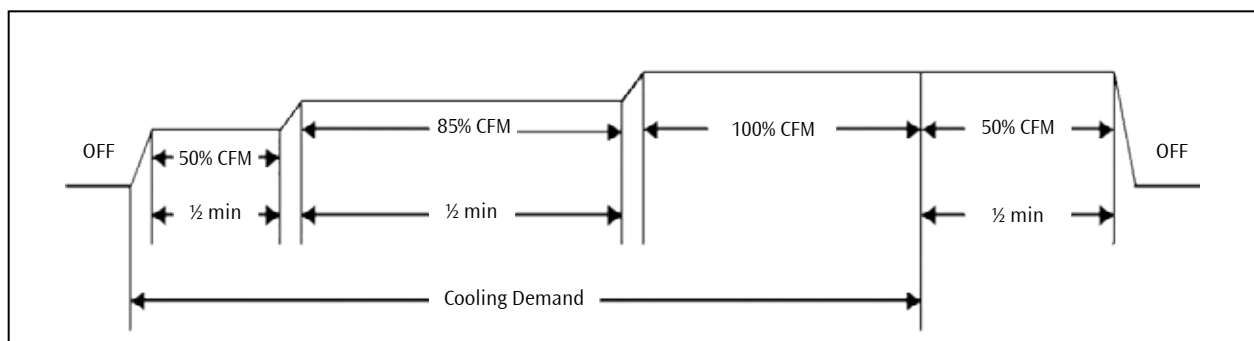 OFF
50% CFM
85% CFM
100% CFM
50% CFM
OFF
½ min
½ min
½ min
Cooling Demand